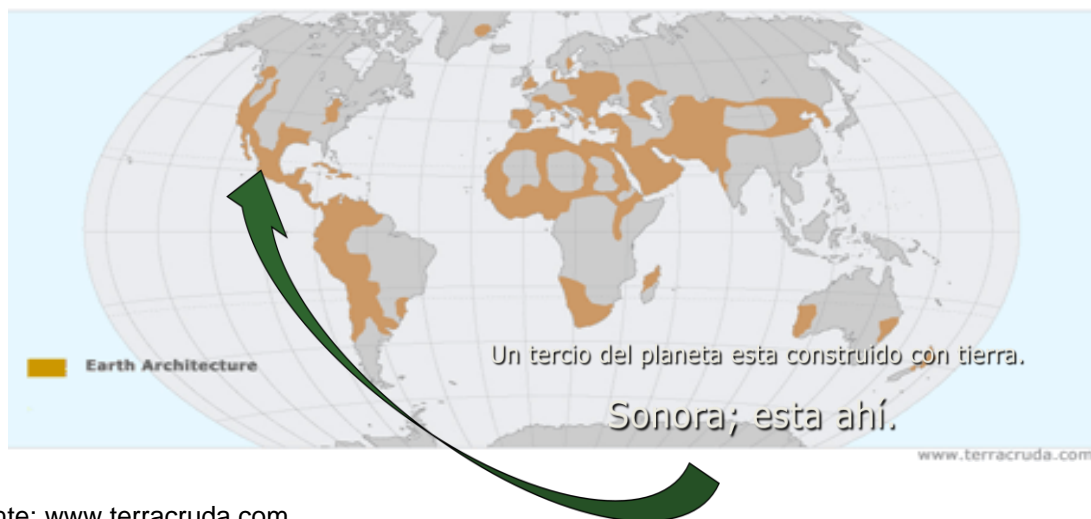 Un tercio del planeta esta construido con tierra.
Earth Architecture
Sonora; esta ahí.
www.terracruda.com
nte: www.terracruda.com